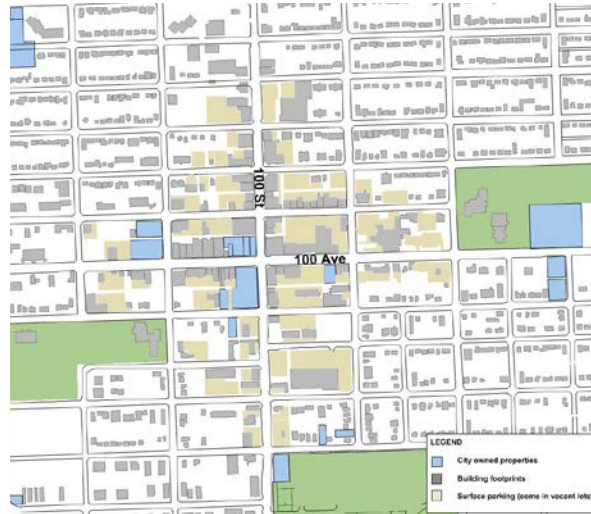 100 St
100 Ave
LEGEND
City owned properties
Building footprints
Surface parking (some in vacant lots)